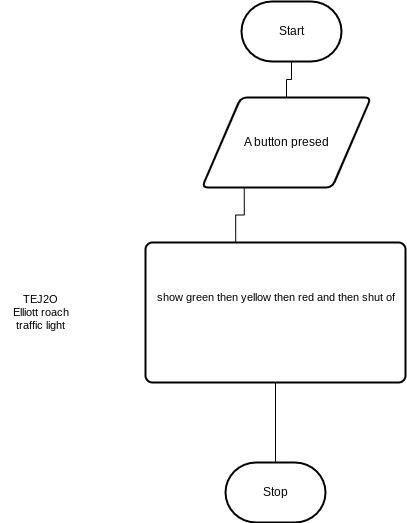 Start
A button presed
show green then yellow then red and then shut of
TEJ2O
Elliott roach
traffic light
Stop